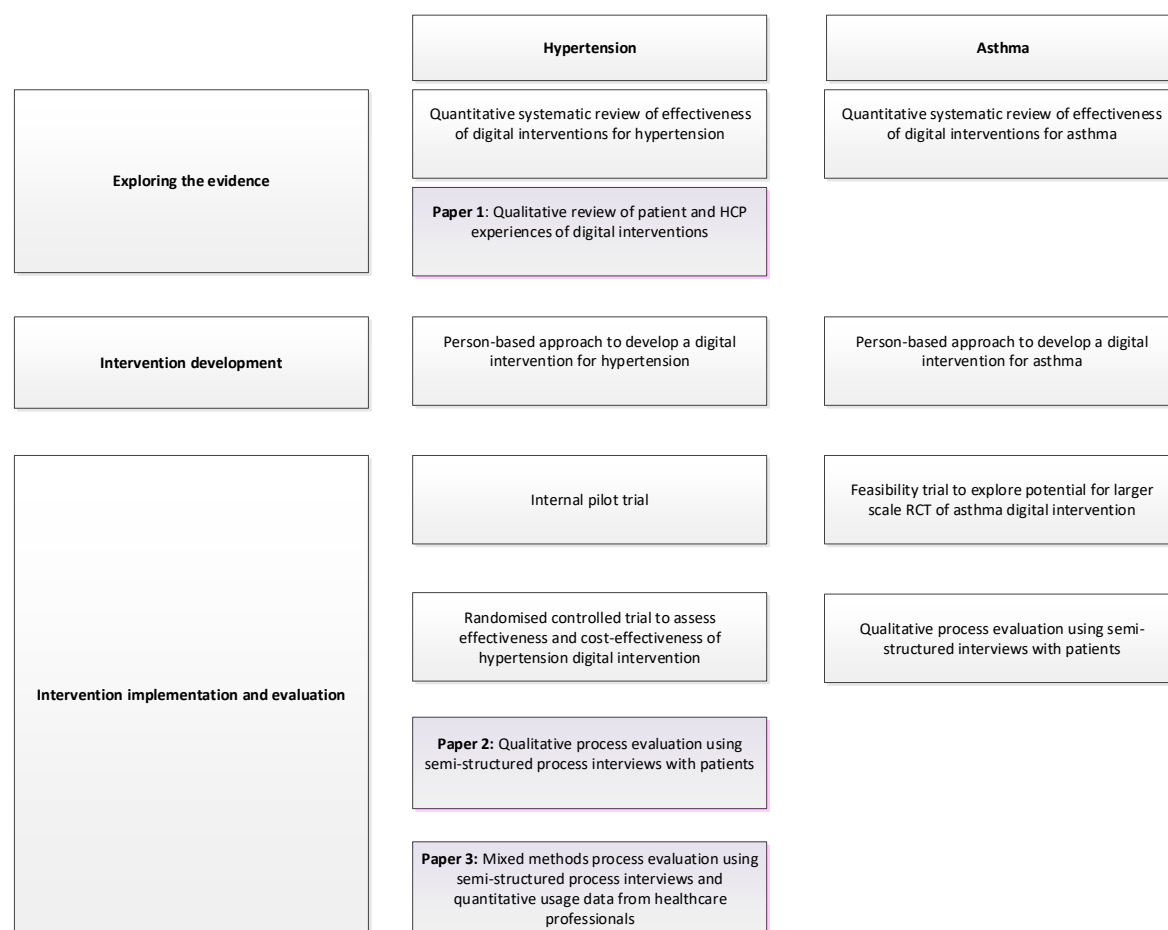 Hypertension
Asthma
Exploring the evidence
Quantitative systematic review of effectiveness
of digital interventions for hypertension
Quantitative systematic review of effectiveness
of digital interventions for asthma
Paper 1: Qualitative review of patient and HCP
experiences of digital interventions
Intervention development
Person-based approach to develop a digital
intervention for hypertension
Person-based approach to develop a digital
intervention for asthma
Intervention implementation and evaluation
Internal pilot trial
Feasibility trial to explore potential for larger
scale RCT of asthma digital intervention
Randomised controlled trial to assess
effectiveness and cost-effectiveness of
hypertension digital intervention
Qualitative process evaluation using semi-
structured interviews with patients
Paper 2: Qualitative process evaluation using
semi-structured process interviews with patients
Paper 3: Mixed methods process evaluation using
semi-structured process interviews and
quantitative usage data from healthcare
professionals